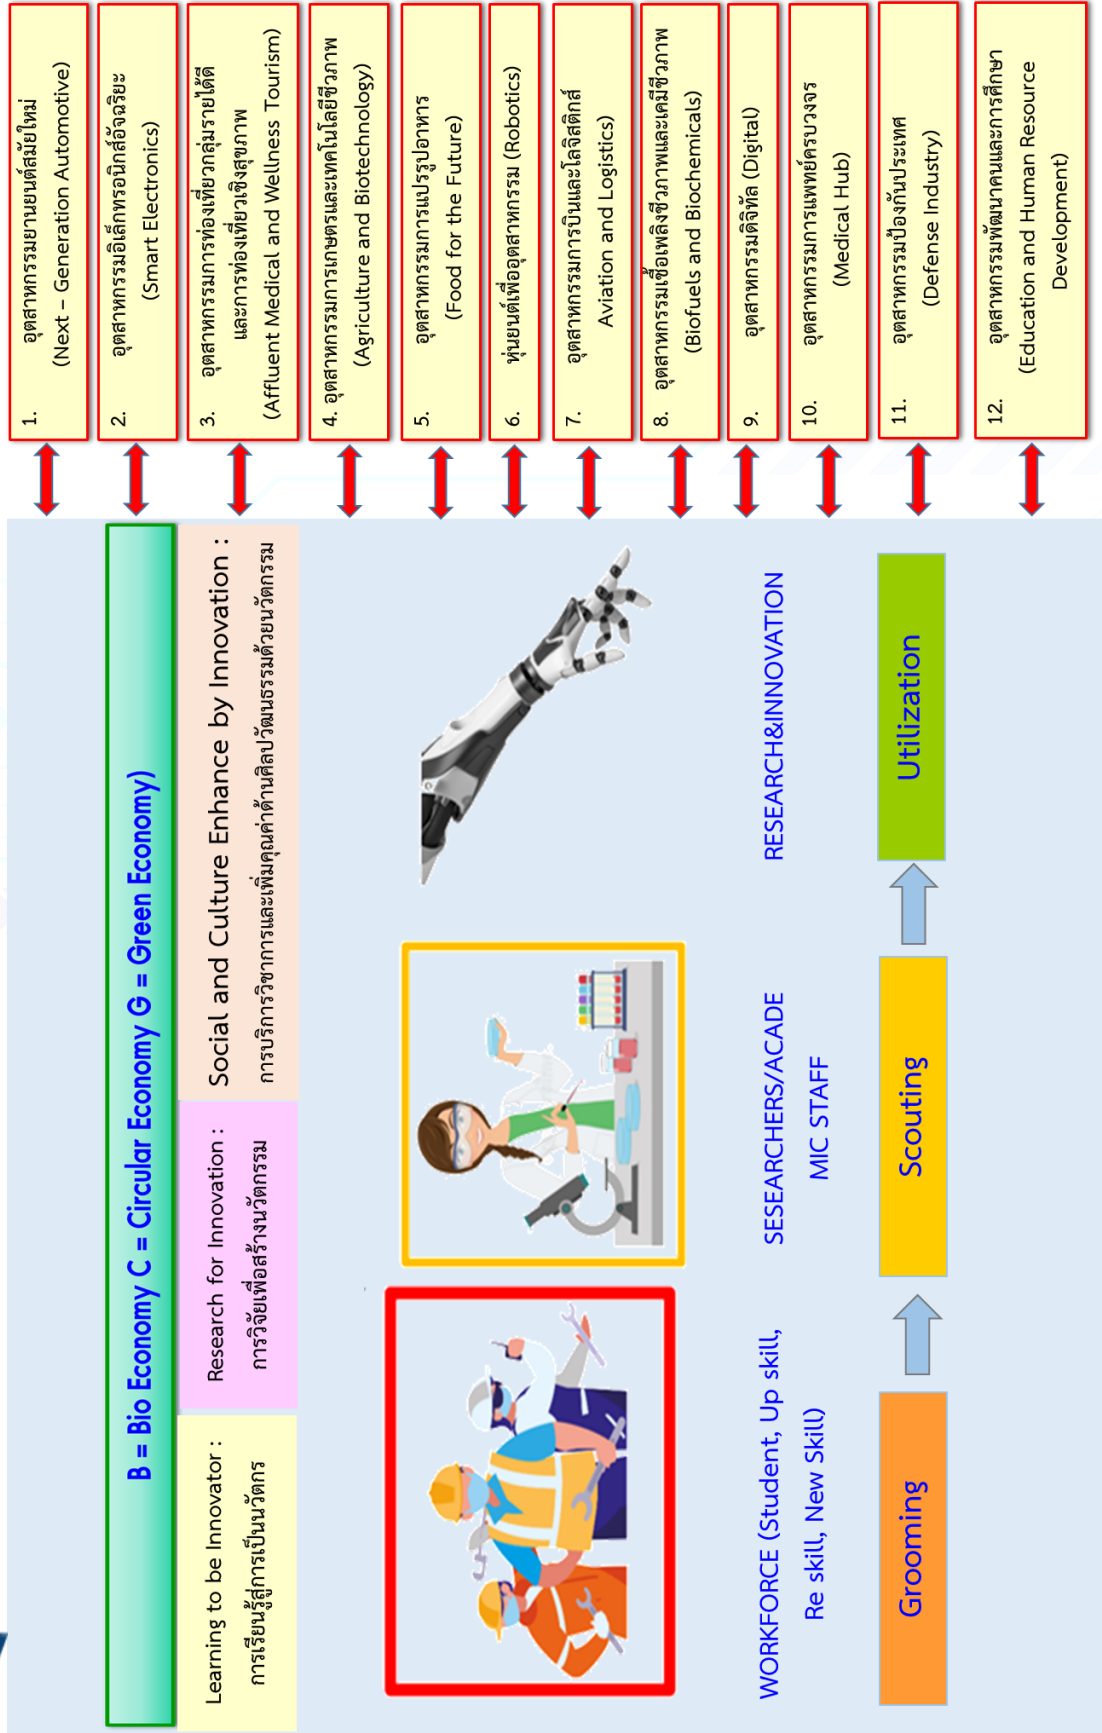 B = Bio Economy C = Circular Economy G = Green Economy)
Learning to be Innovator :
การเรียนรู้สู่การเป็นนวัตกร
Research for Innovation :
การวิจัยเพื่อสร้างนวัตกรรม
Social and Culture Enhance by Innovation :
การบริการวิชาการและเพิ่มคุณค่าด้านศิลปวัฒนธรรมด้วยนวัตกรรม
WORKFORCE (Student, Up skill,
Re skill, New Skill)
SESEARCHERS/ACADE
MIC STAFF
RESEARCH&INNOVATION
Grooming
Scouting
Utilization
1. อุตสาหกรรมยานยนต์สมัยใหม่
(Next – Generation Automotive)
2. อุตสาหกรรมอิเล็กทรอนิกส์อัจฉริยะ
(Smart Electronics)
3. อุตสาหกรรมการท่องเที่ยวกลุ่มรายได้ดี
และการท่องเที่ยวเชิงสุขภาพ
(Affluent Medical and Wellness Tourism)
4. อุตสาหกรรมการเกษตรและเทคโนโลยีชีวภาพ
(Agriculture and Biotechnology)
5. อุตสาหกรรมการแปรรูปอาหาร
(Food for the Future)
6. หุ่นยนต์เพื่ออุตสาหกรรม (Robotics)
7. อุตสาหกรรมการบินและโลจิสติกส์
Aviation and Logistics)
8. อุตสาหกรรมเชื้อเพลิงชีวภาพและเคมีชีวภาพ
(Biofuels and Biochemicals)
9. อุตสาหกรรมดิจิทัล (Digital)
10. อุตสาหกรรมการแพทย์ครบวงจร
(Medical Hub)
11. อุตสาหกรรมป้องกันประเทศ
(Defense Industry)
12. อุตสาหกรรมพัฒนาคนและการศึกษา
(Education and Human Resource
Development)